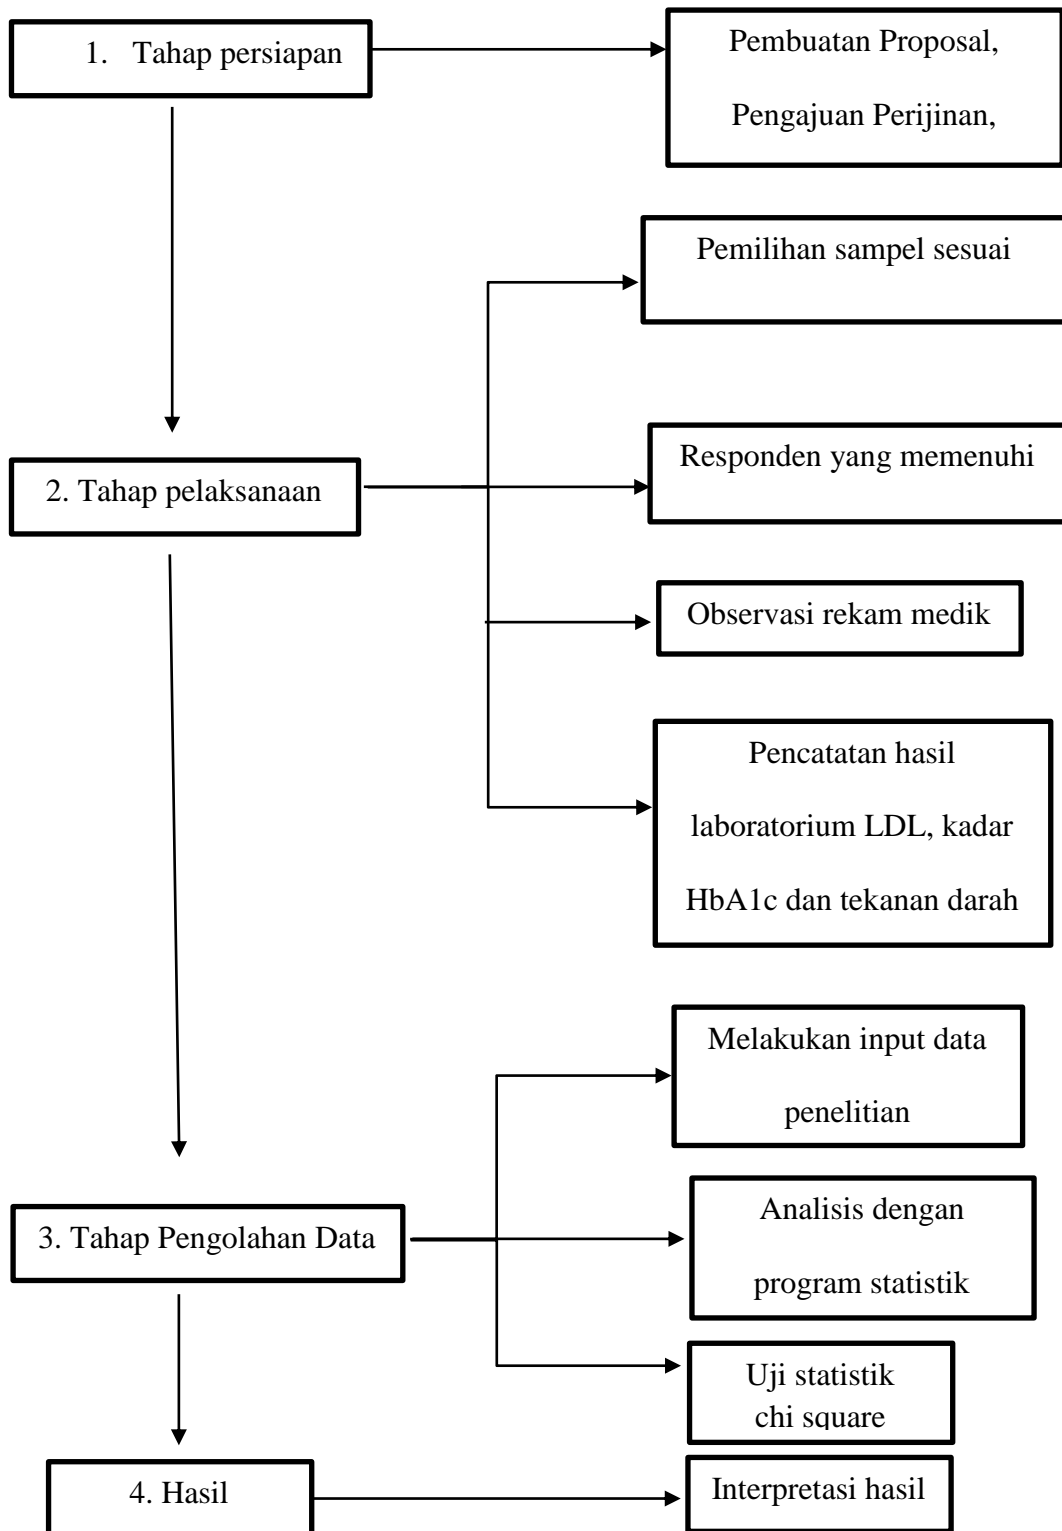 1. Tahap persiapan
Pembuatan Proposal,
Pengajuan Perijinan,
Pemilihan sampel sesuai
2. Tahap pelaksanaan
Responden yang memenuhi
Observasi rekam medik
Pencatatan hasil
laboratorium LDL, kadar
HbA1c dan tekanan darah
Melakukan input data
penelitian
3. Tahap Pengolahan Data
Analisis dengan
program statistik
Uji statistik
chi square
4. Hasil
Interpretasi hasil